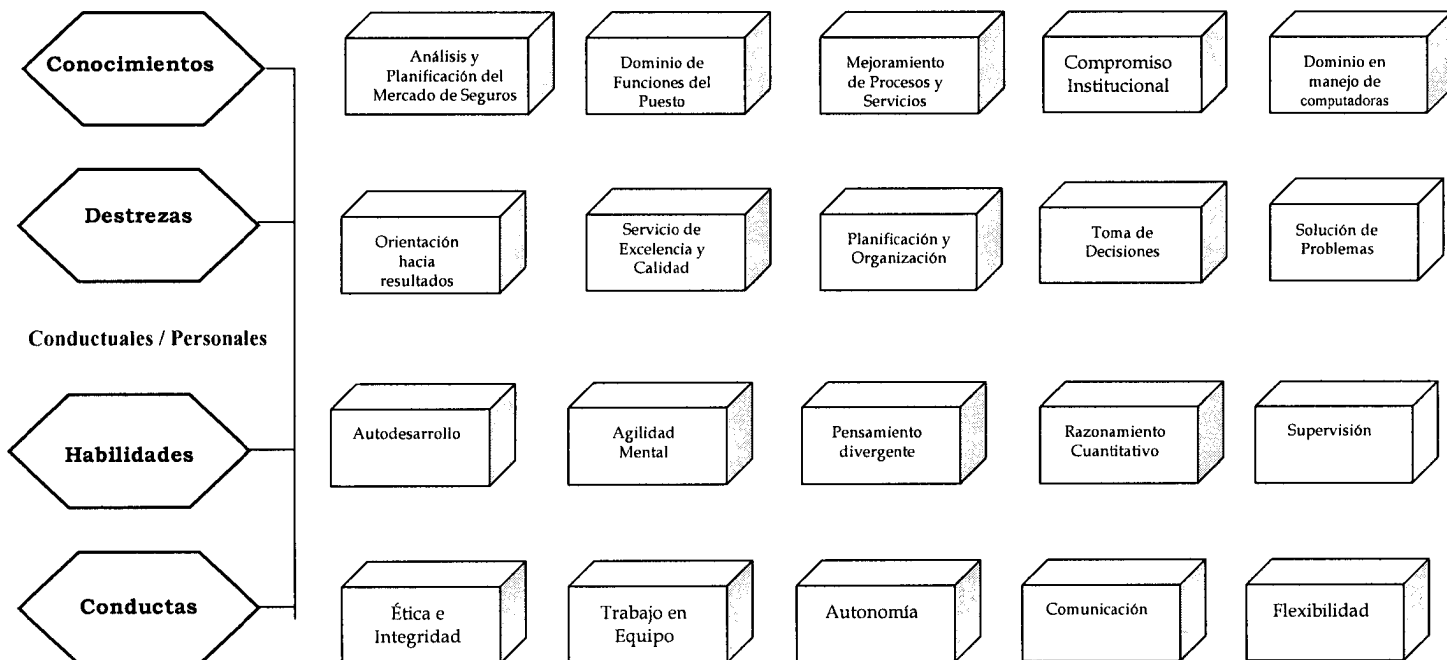 Conocimientos
Análisis y
Planificación del
Mercado de Seguros
Dominio de
Funciones del
Puesto
Mejoramiento
de Procesos y
Servicios
Compromiso
Institucional
Dominio en
manejo de
computadoras
Destrezas
Orientación
hacia
resultados
Servicio de
Excelencia y
Calidad
Planificación y
Organización
Toma de
Decisiones
Solución de
Problemas
Conductuales / Personales
Habilidades
Autodesarrollo
Agilidad
Mental
Pensamiento
divergente
Razonamiento
Cuantitativo
Supervisión
Conductas
Ética e
Integridad
Trabajo en
Equipo
Autonomía
Comunicación
Flexibilidad